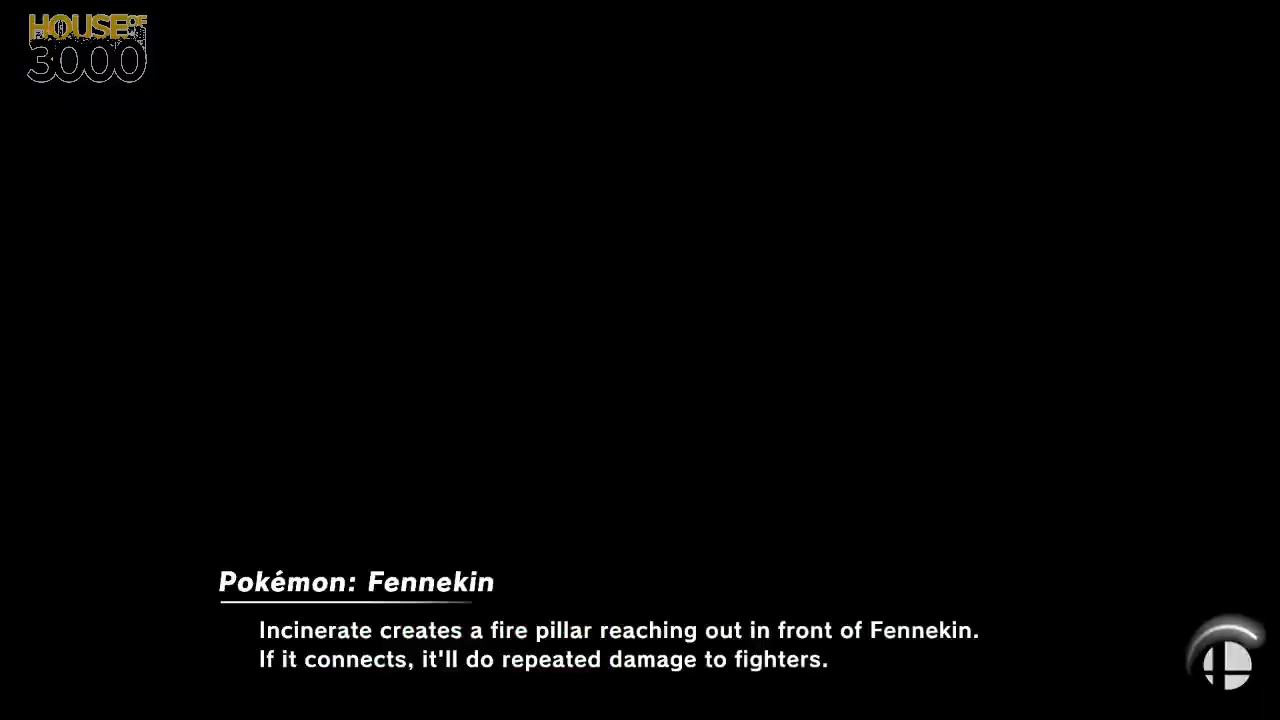 HOUSE OF
3000
Pokémon: Fennekin
Incinerate creates a fire pillar reaching out in front of Fennekin.
If it connects, it'll do repeated damage to fighters.